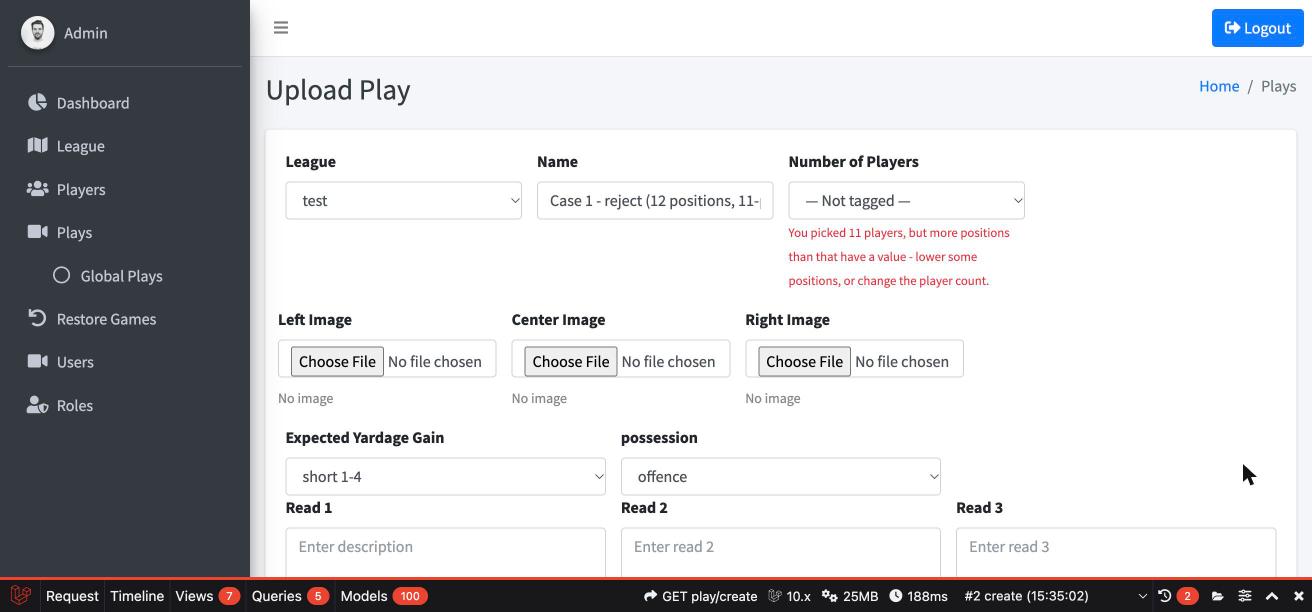 Admin
Logout
Upload Play
Home / Plays
Dashboard
League
Players
Plays
Global Plays
Restore Games
Users
Roles
League
Name
Number of Players
test
Case 1 - reject (12 positions, 11-
— Not tagged —
You picked 11 players, but more positions
than that have a value - lower some
positions, or change the player count.
Left Image
Center Image
Right Image
Choose File No file chosen
Choose File No file chosen
Choose File No file chosen
No image
No image
No image
Expected Yardage Gain
possession
short 1-4
offence
Read 1
Read 2
Read 3
Enter description
Enter read 2
Enter read 3
Request Timeline Views 7 Queries 5 Models 100 GET play/create 10.x 25MB 188ms #2 create (15:35:02) 2